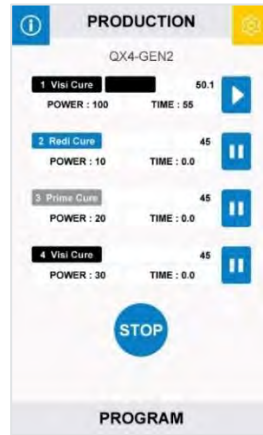 PRODUCTION
QX4-GEN2
1 Visi Cure 50.1
POWER : 100 TIME : 55
2 Redi Cure 45
POWER : 10 TIME : 0.0
3 Prime Cure 45
POWER : 20 TIME : 0.0
4 Visi Cure 45
POWER : 30 TIME : 0.0
STOP
PROGRAM